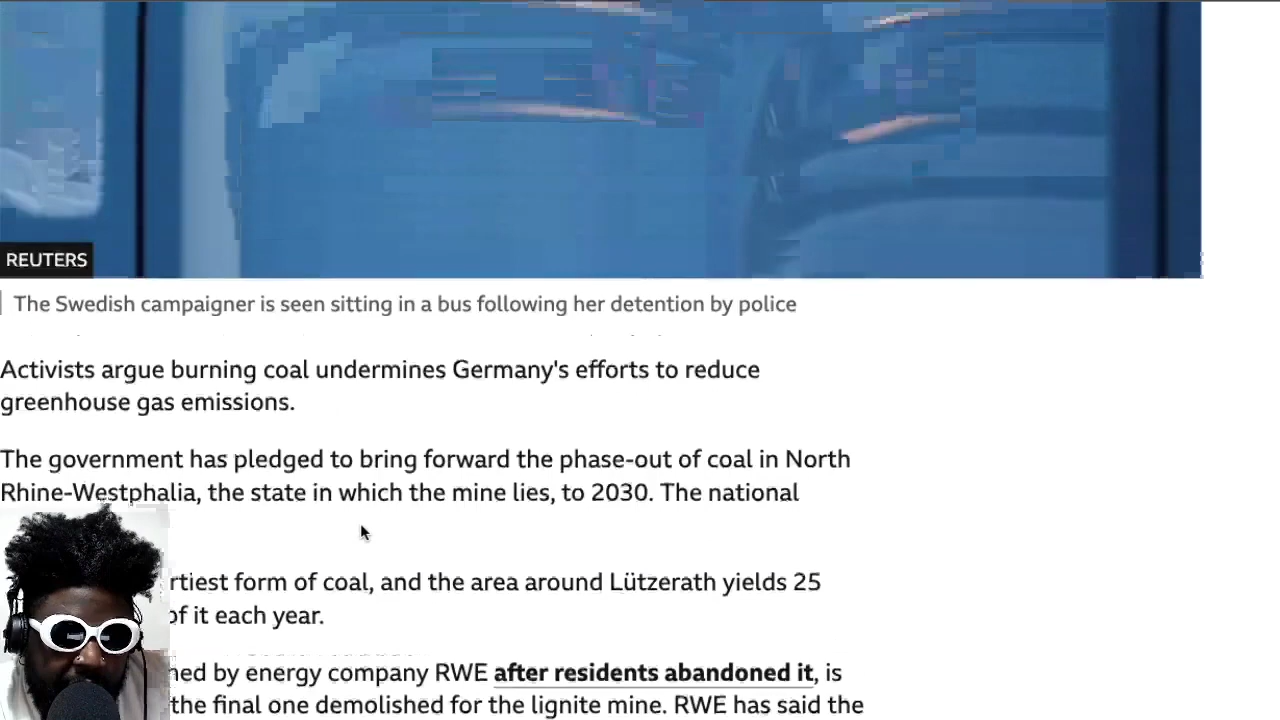 REUTERS
The Swedish campaigner is seen sitting in a bus following her detention by police
Activists argue burning coal undermines Germany's efforts to reduce
greenhouse gas emissions.
The government has pledged to bring forward the phase-out of coal in North
Rhine-Westphalia, the state in which the mine lies, to 2030. The national
form of coal, and the area around Lützerath yields 25
of it each year.
by energy company RWE after residents abandoned it, is
the final one demolished for the lignite mine. RWE has said the